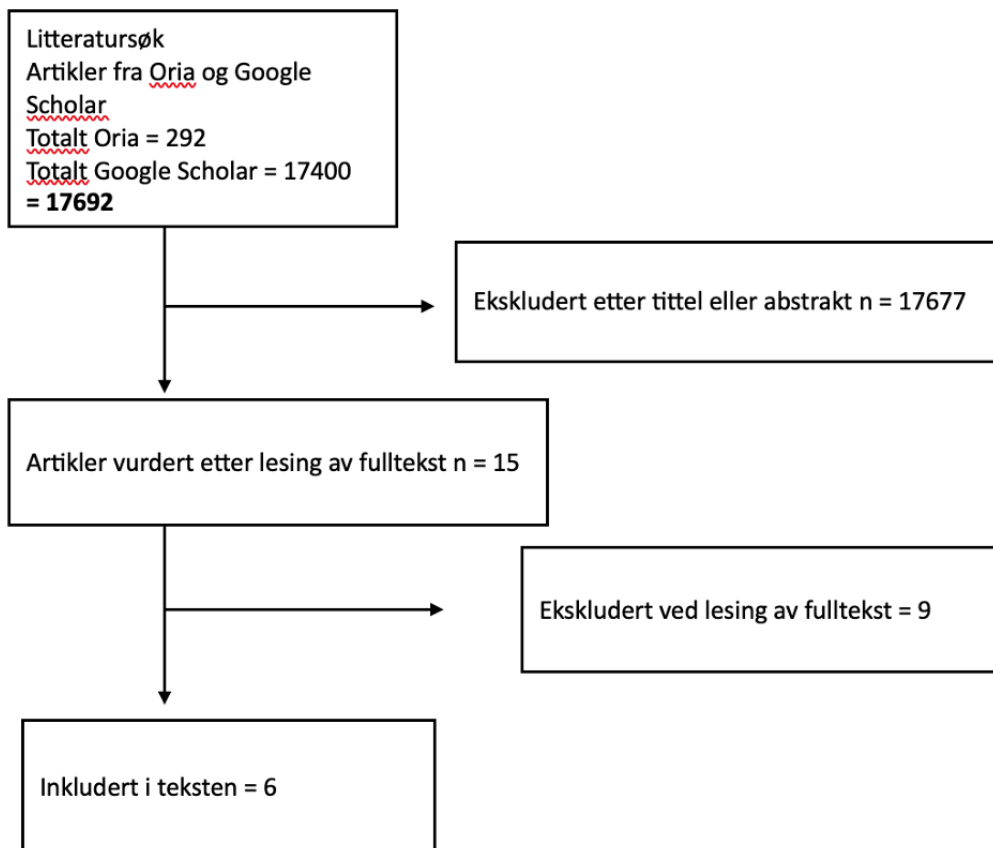 Litteratursøk
Artikler fra Oria og Google
Scholar
Totalt Oria = 292
Totalt Google Scholar = 17400
= 17692
Ekskludert etter tittel eller abstrakt n = 17677
Artikler vurdert etter lesing av fulltekst n = 15
Ekskludert ved lesing av fulltekst = 9
Inkludert i teksten = 6